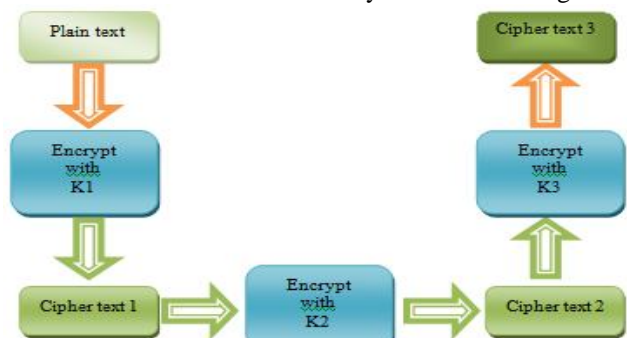 Plain text
Encrypt
with
K1
Cipher text 1
Encrypt
with
K2
Cipher text 2
Encrypt
with
K3
Cipher text 3